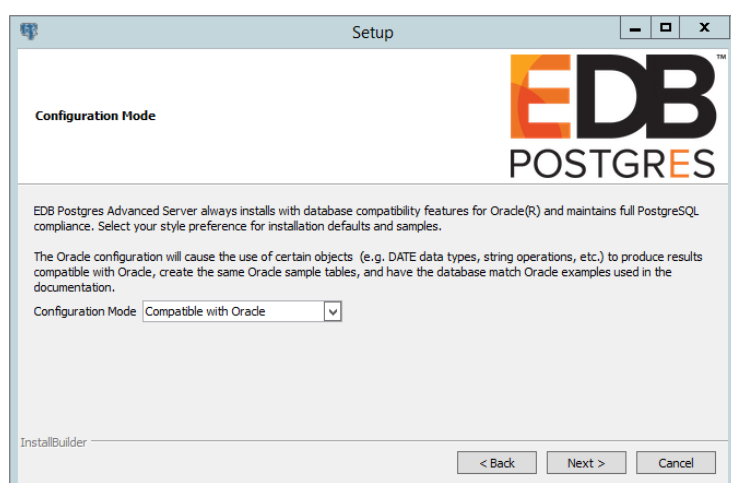 Setup
Configuration Mode
EDB™
POSTGRES
EDB Postgres Advanced Server always installs with database compatibility features for Oracle(R) and maintains full PostgreSQL
compliance. Select your style preference for installation defaults and samples.
The Oracle configuration will cause the use of certain objects (e.g. DATE data types, string operations, etc.) to produce results
compatible with Oracle, create the same Oracle sample tables, and have the database match Oracle examples used in the
documentation.
Configuration Mode Compatible with Oracle
InstallBuilder
< Back Next > Cancel